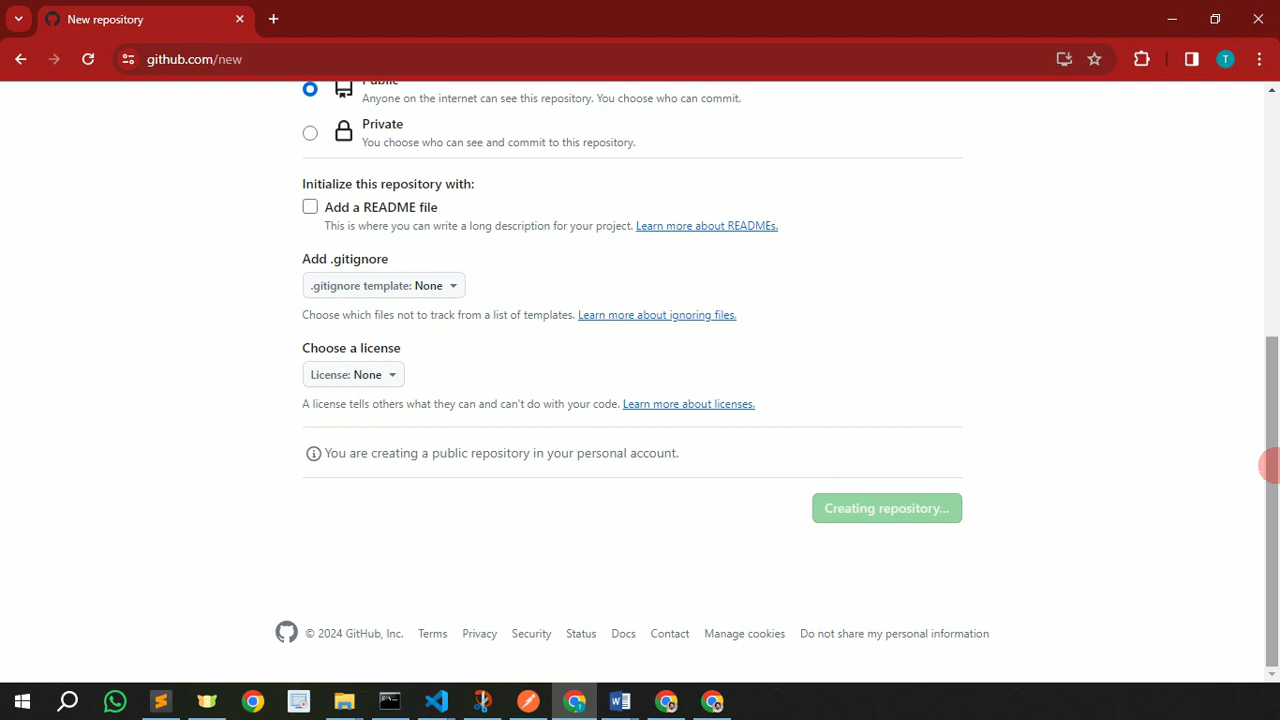 New repository
github.com/new
T
Public
Anyone on the internet can see this repository. You choose who can commit.
Private
You choose who can see and commit to this repository.
Initialize this repository with:
Add a README file
This is where you can write a long description for your project. Learn more about READMEs.
Add .gitignore
.gitignore template: None
Choose which files not to track from a list of templates. Learn more about ignoring files.
Choose a license
License: None
A license tells others what they can and can't do with your code. Learn more about licenses.
You are creating a public repository in your personal account.
Creating repository...
© 2024 GitHub, Inc. Terms Privacy Security Status Docs Contact Manage cookies Do not share my personal information